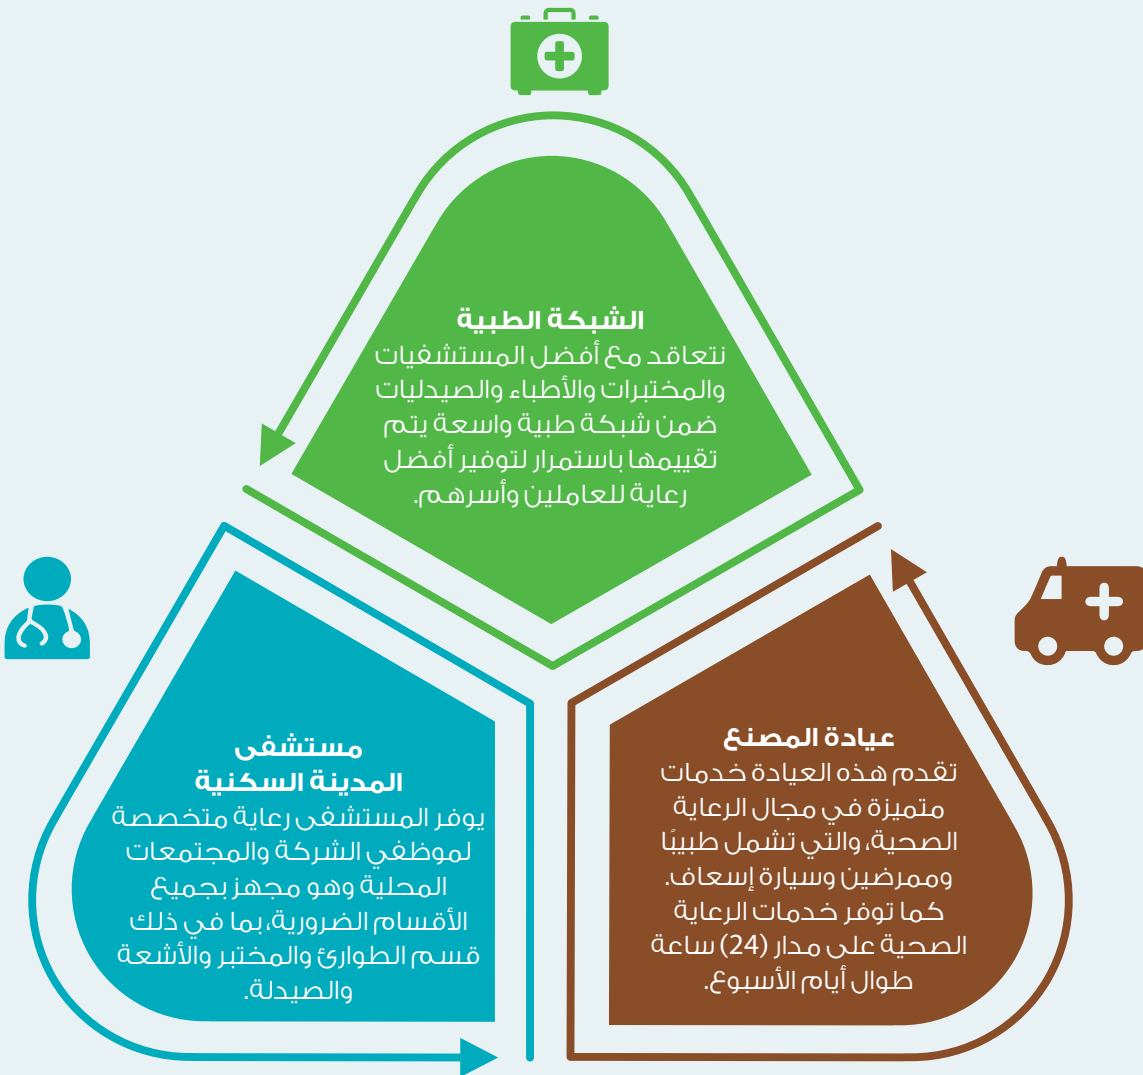 الشبكة الطبية
نتعاقد مع أفضل المستشفيات
والمختبرات والأطباء والصيدليات
ضمن شبكة طبية واسعة يتم
تقييمها باستمرار لتوفير أفضل
رعاية للعاملين وأسرهم.
عيادة المصنع
تقدم هذه العيادة خدمات
متميزة في مجال الرعاية
الصحية، والتي تشمل طبيبًا
وممرضين وسيارة إسعاف.
كما توفر خدمات الرعاية
الصحية على مدار (24) ساعة
طوال أيام الأسبوع.
مستشفى
المدينة السكنية
يوفر المستشفى رعاية متخصصة
لموظفي الشركة والمجتمعات
المحلية وهو مجهز بجميع
الأقسام الضرورية، بما في ذلك
قسم الطوارئ والمختبر والأشعة
والصيدلة.